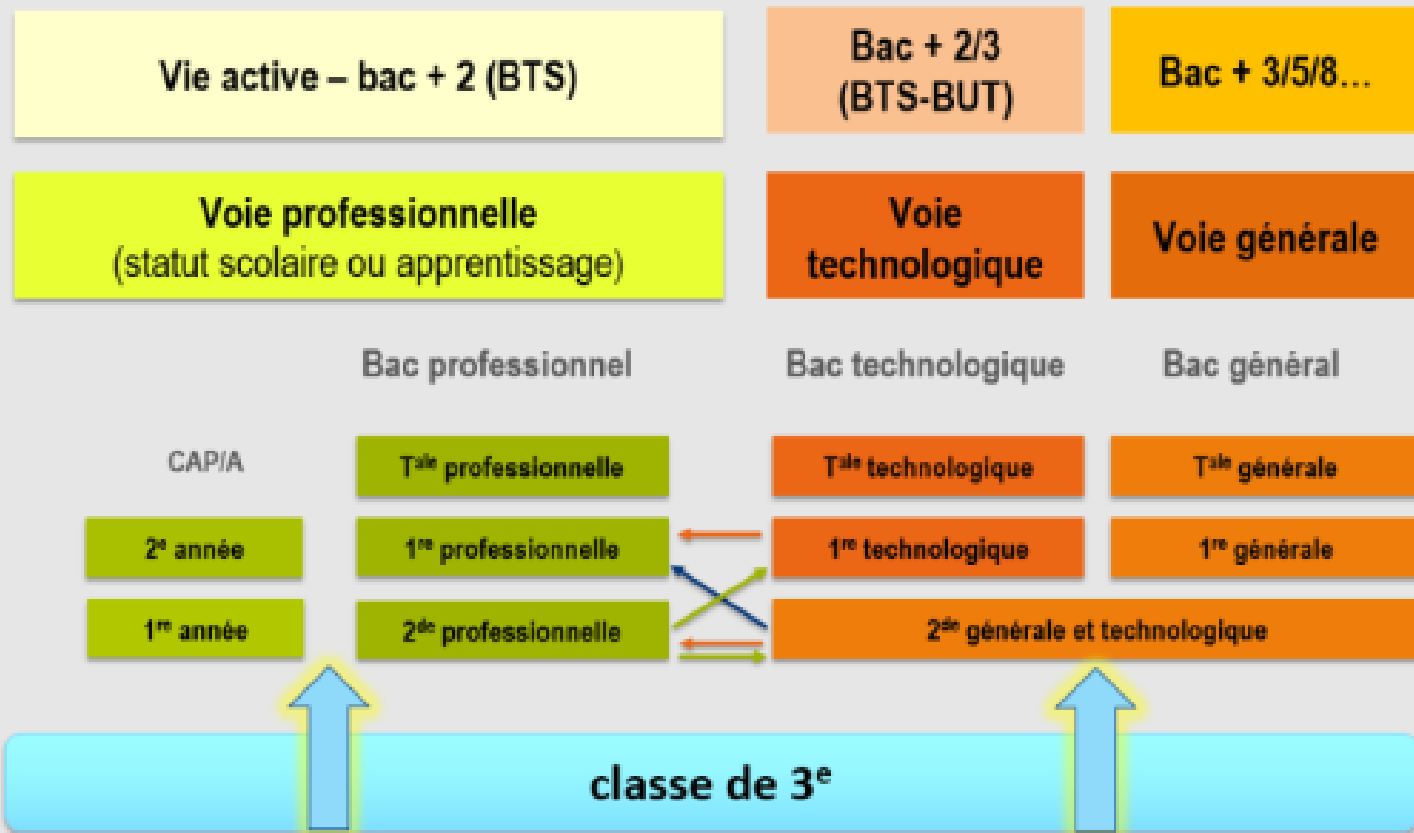 Vie active – bac + 2 (BTS)
Bac + 2/3
(BTS-BUT)
Bac + 3/5/8...
Voie professionnelle
(statut scolaire ou apprentissage)
Voie
technologique
Voie générale
Bac professionnel
Bac technologique
Bac général
CAP/A
Tale professionnelle
Tale technologique
Tale générale
2e année
1re professionnelle
1re technologique
1re générale
1re année
2de professionnelle
2de générale et technologique
classe de 3e